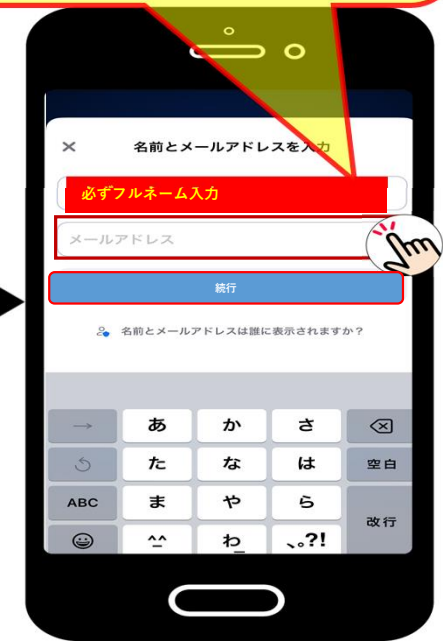 × 名前とメールアドレスを入力
必ずフルネーム入力
メールアドレス
続行
名前とメールアドレスは誰に表示されますか？
→ あ か さ
た な は 空白
ABC ま や ら
改行
^^ わ 、。?!